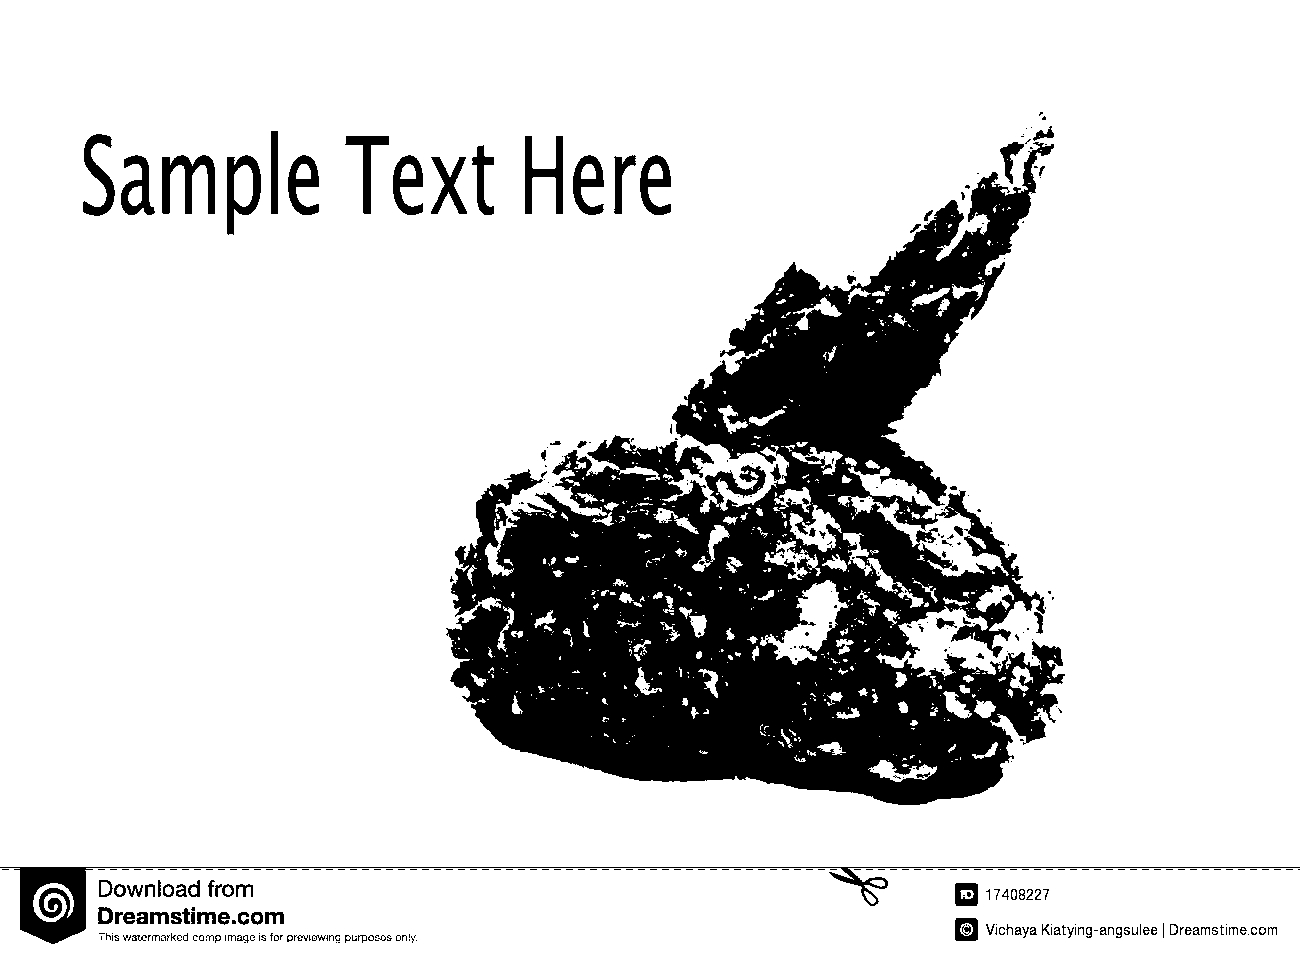 Sample Text Here
Download from
Dreamstime.com
This watermarked comp image is for previewing purposes only.
ID 17408227
© Vichaya Kiatying-angsulee | Dreamstime.com